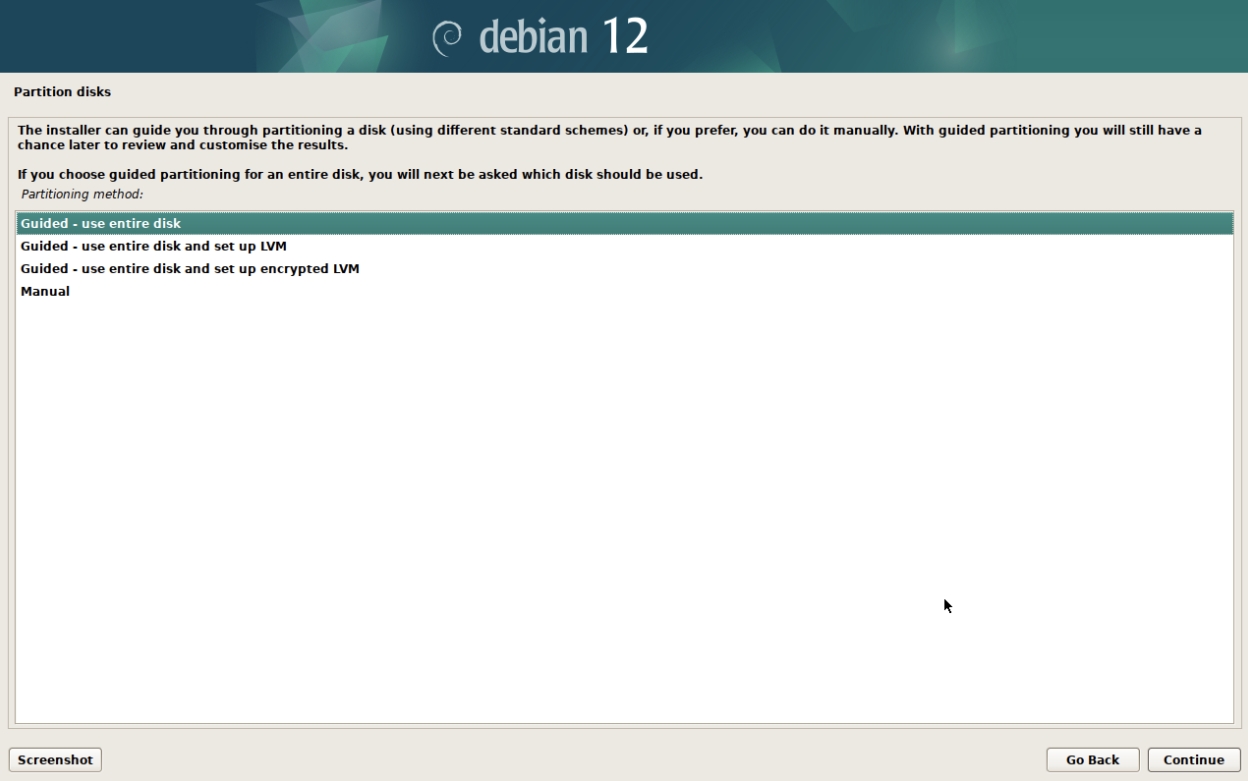 debian 12
Partition disks
The installer can guide you through partitioning a disk (using different standard schemes) or, if you prefer, you can do it manually. With guided partitioning you will still have a
chance later to review and customise the results.
If you choose guided partitioning for an entire disk, you will next be asked which disk should be used.
Partitioning method:
Guided - use entire disk
Guided - use entire disk and set up LVM
Guided - use entire disk and set up encrypted LVM
Manual
Screenshot
Go Back
Continue